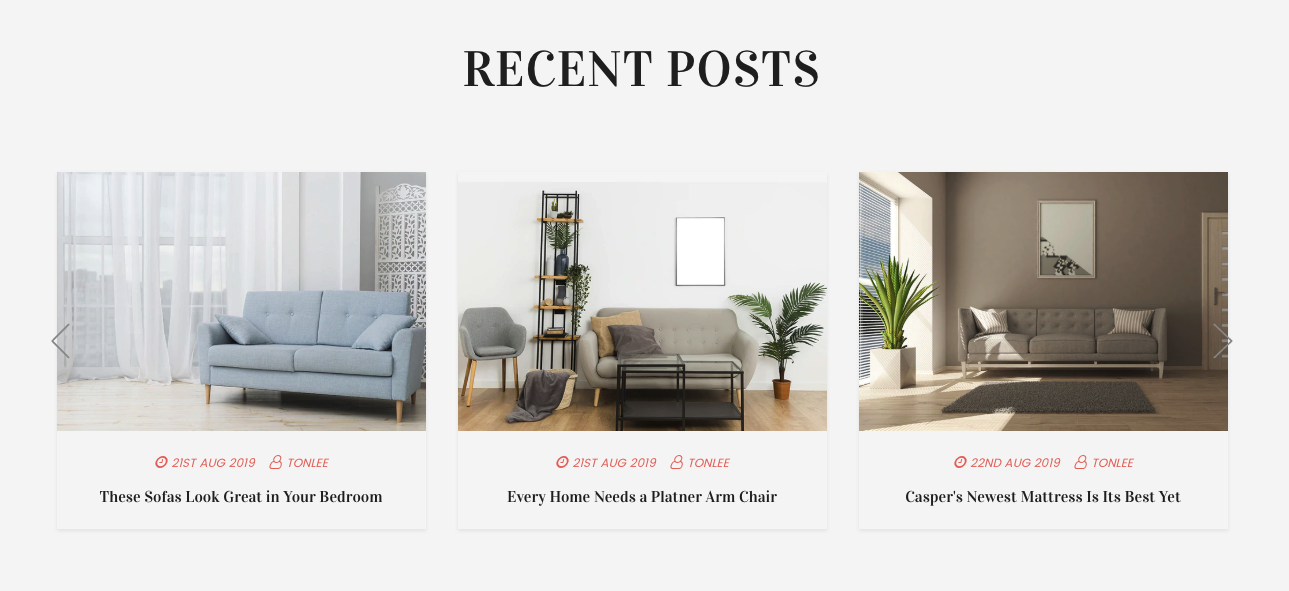 RECENT POSTS
21ST AUG 2019 TONLEE
These Sofas Look Great in Your Bedroom
21ST AUG 2019 TONLEE
Every Home Needs a Platner Arm Chair
22ND AUG 2019 TONLEE
Casper's Newest Mattress Is Its Best Yet